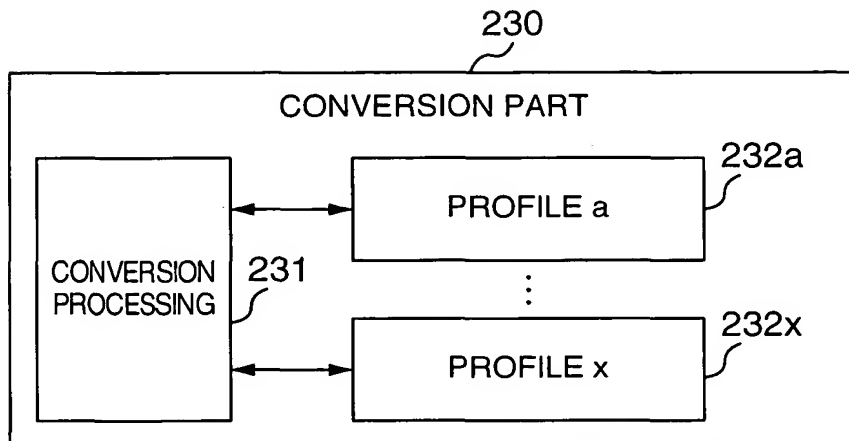 230
CONVERSION PART
232a
PROFILE a
CONVERSION
PROCESSING
231
232x
PROFILE x